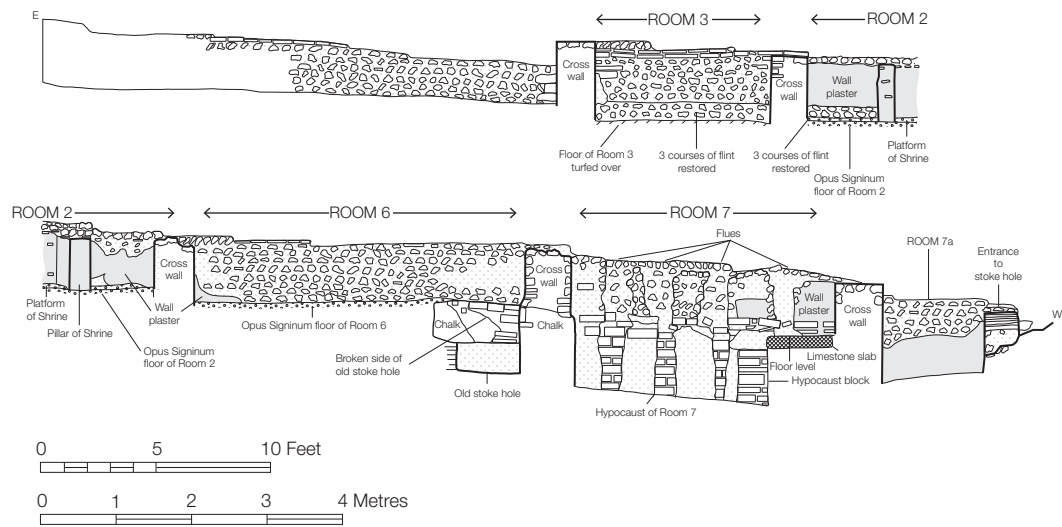 E
ROOM 3
ROOM 2
Cross
wall
Cross
wall
Wall
plaster
Floor of Room 3
turfed over
3 courses of flint
restored
3 courses of flint
restored
Opus Signinum
floor of Room 2
Platform
of Shrine
ROOM 2
ROOM 6
ROOM 7
Flues
ROOM 7a
Entrance
to
stoke hole
Cross
wall
Cross
wall
Wall
plaster
Cross
wall
W
Platform
of Shrine
Pillar of Shrine
Wall
plaster
Opus Signinum
floor of Room 2
Opus Signinum floor of Room 6
Chalk
Chalk
Broken side of
old stoke hole
Old stoke hole
Limestone slab
Floor level
Hypocaust block
Hypocaust of Room 7
0 5 10 Feet
0 1 2 3 4 Metres